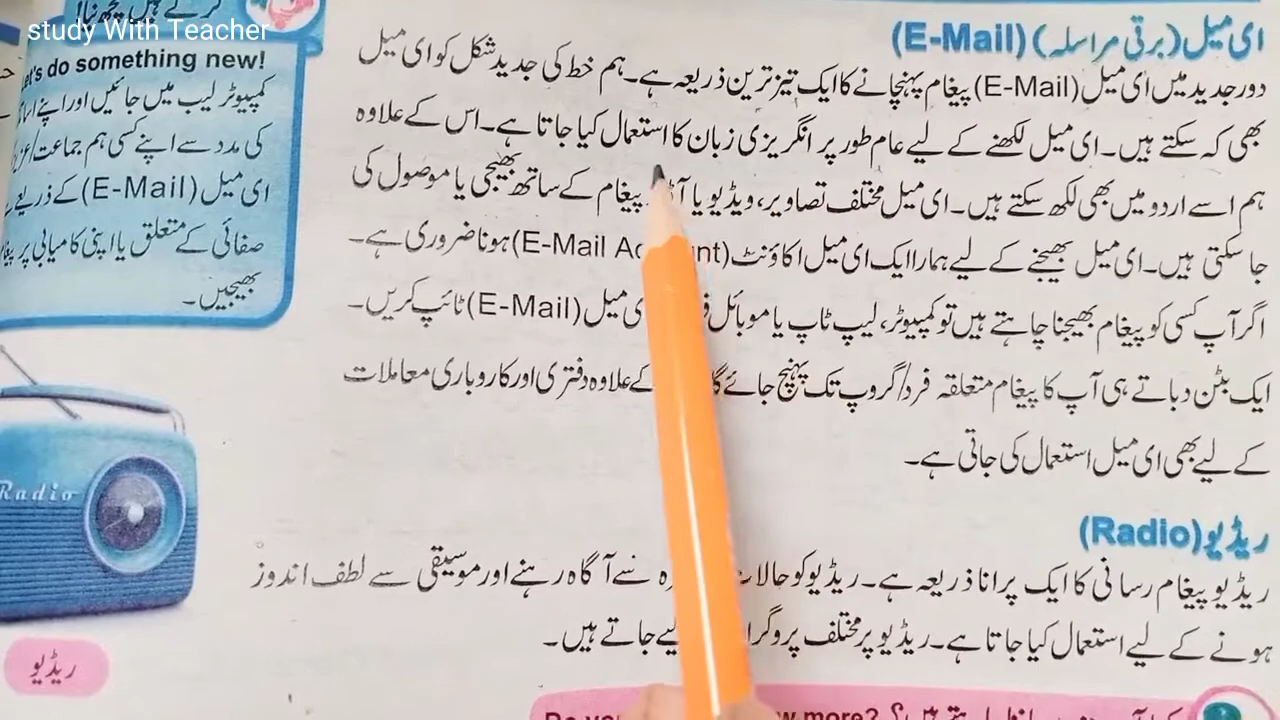 study With Teacher
ای میل (برقی مراسلہ) (E-Mail)
دور جدید میں ای میل (E-Mail) پیغام پہنچانے کا ایک تیز ترین ذریعہ ہے۔ ہم خط کی جدید شکل کو ای میل
بھی کہ سکتے ہیں۔ ای میل لکھنے کے لیے عام طور پر انگریزی زبان کا استعمال کیا جاتا ہے۔ اس کے علاوہ
ہم اسے اردو میں بھی لکھ سکتے ہیں۔ ای میل مختلف تصاویر، ویڈیو یا پیغام کے ساتھ بھیجی یا موصول کی
جا سکتی ہیں۔ ای میل بھیجنے کے لیے ہمارا ایک ای میل اکاؤنٹ (E-Mail ہونا ضروری ہے۔
اگر آپ کسی کو پیغام بھیجنا چاہتے ہیں تو کمپیوٹر، لیپ ٹاپ یا موبائل میل (E-Mail) ٹائپ کریں۔
ایک بٹن دباتے ہی آپ کا پیغام متعلقہ فرد/گروپ تک پہنچ جائے کے علاوہ دفتری اور کاروباری معاملات
کے لیے بھی ای میل استعمال کی جاتی ہے۔
ریڈیو (Radio)
ریڈیو پیغام رسانی کا ایک پرانا ذریعہ ہے۔ ریڈیو کو سے آگاہ رہنے اور موسیقی سے لطف اندوز
ہونے کے لیے استعمال کیا جاتا ہے۔ ریڈیو پر مختلف جاتے ہیں۔
Let's do something new!
کمپیوٹر لیب میں جائیں اور اپنے
کی مدد سے اپنے کسی ہم جماعت/
ای میل (E-Mail) کے ذریعے
صفائی کے متعلق یا اپنی کامیابی پر
بھیجیں۔
Radio
ریڈیو
more?